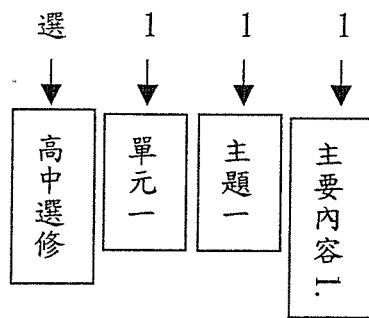 選 1 1 1
高中選修
單元一
主題一
主要內容1.